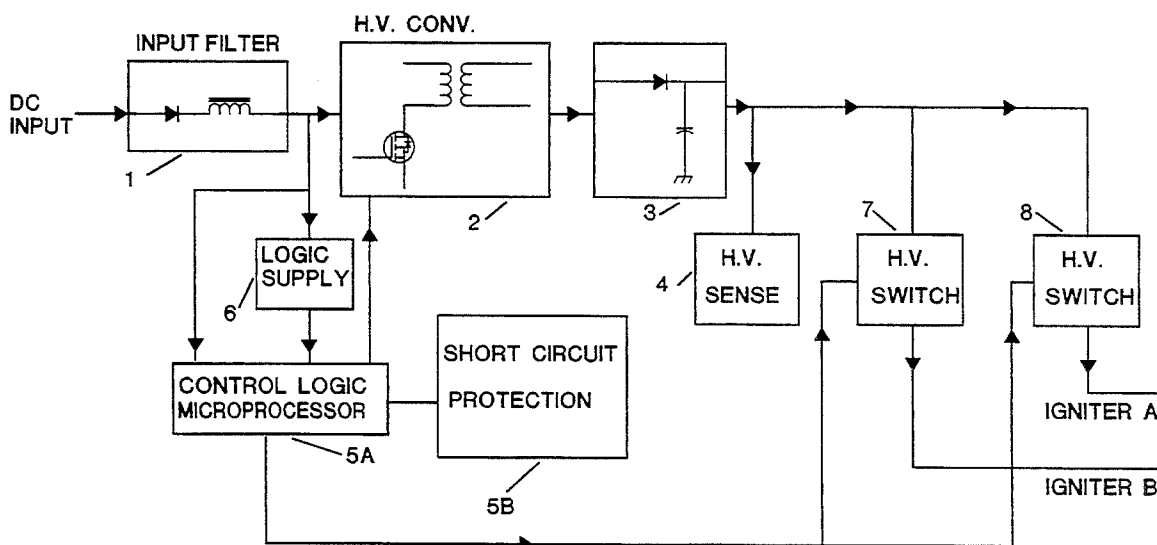 H.V. CONV.
INPUT FILTER
DC
INPUT
1
2
3
LOGIC
SUPPLY
6
4
H.V.
SENSE
7
H.V.
SWITCH
8
H.V.
SWITCH
CONTROL LOGIC
MICROPROCESSOR
5A
SHORT CIRCUIT
PROTECTION
5B
IGNITER A
IGNITER B